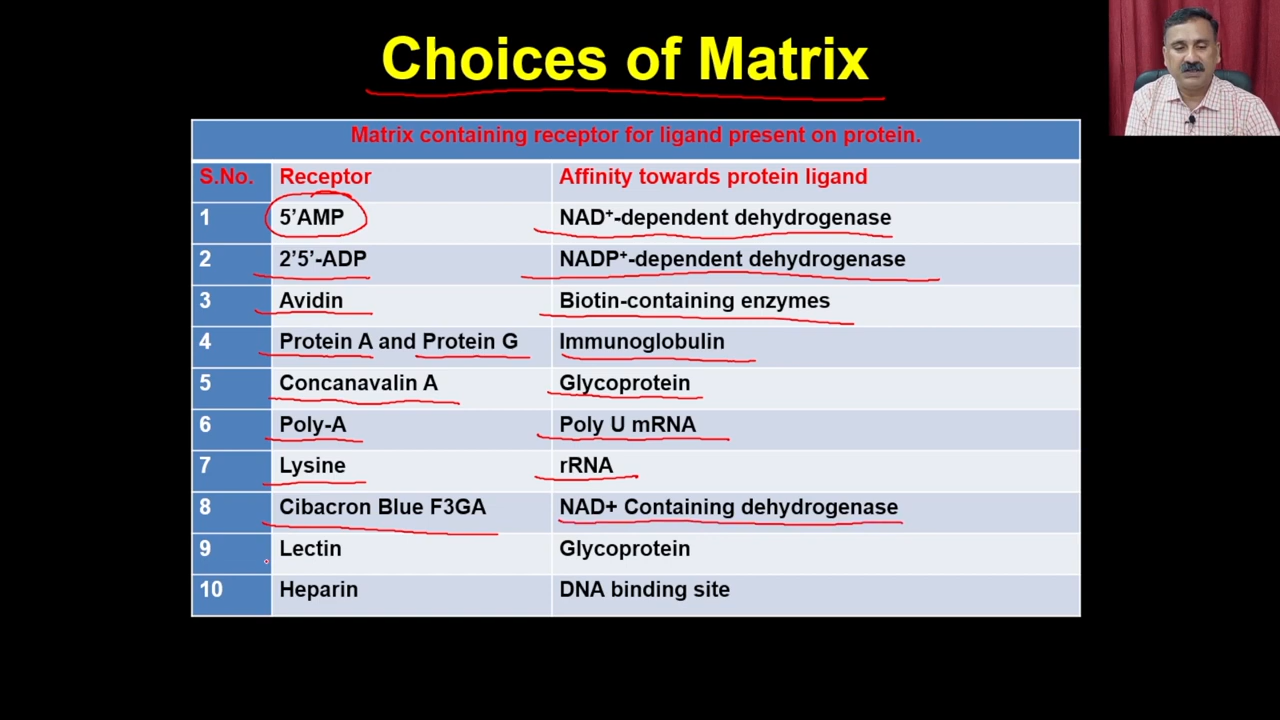 Choices of Matrix
Matrix containing receptor for ligand present on protein.
S.No. Receptor Affinity towards protein ligand
1 5’AMP NAD⁺-dependent dehydrogenase
2 2’5’-ADP NADP⁺-dependent dehydrogenase
3 Avidin Biotin-containing enzymes
4 Protein A and Protein G Immunoglobulin
5 Concanavalin A Glycoprotein
6 Poly-A Poly U mRNA
7 Lysine rRNA
8 Cibacron Blue F3GA NAD+ Containing dehydrogenase
9 Lectin Glycoprotein
10 Heparin DNA binding site